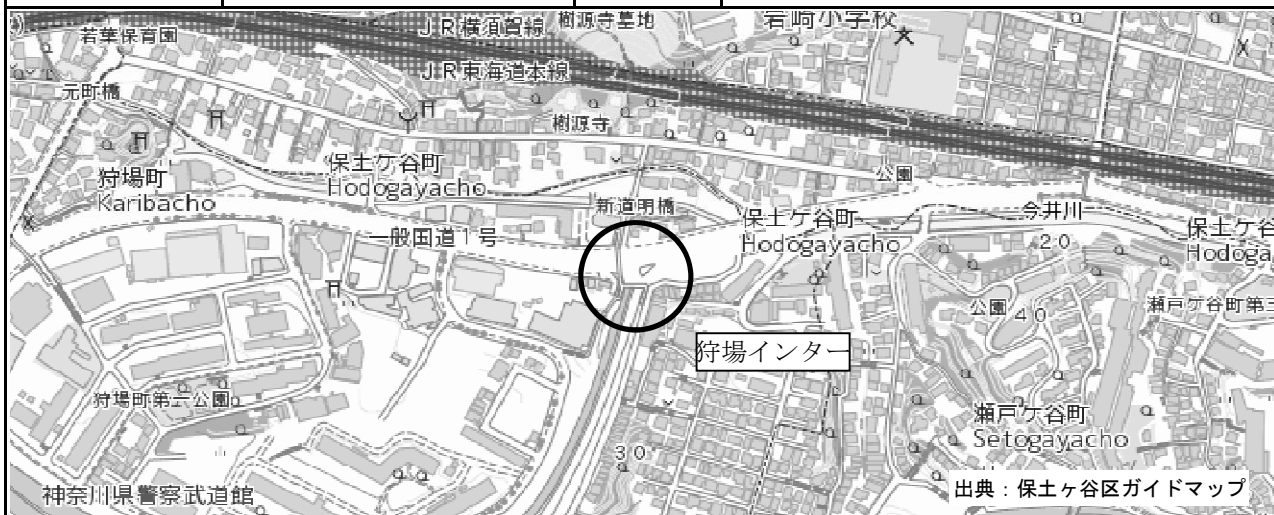 JR横須賀線
樹源寺墓地
岩崎小学校
若葉保育園
JR東海道本線
元町橋
樹源寺
保土ケ谷町
Hodogayacho
公園
狩場町
Karibacho
新道明橋
保土ケ谷町
Hodogayacho
今井川
保土ケ谷
Hodoga
一般国道1号
20
公園
40
瀬戸ケ谷町第三
狩場インター
狩場町第六公園
瀬戸ケ谷町
Setogayacho
30
神奈川県警察武道館
出典：保土ヶ谷区ガイドマップ